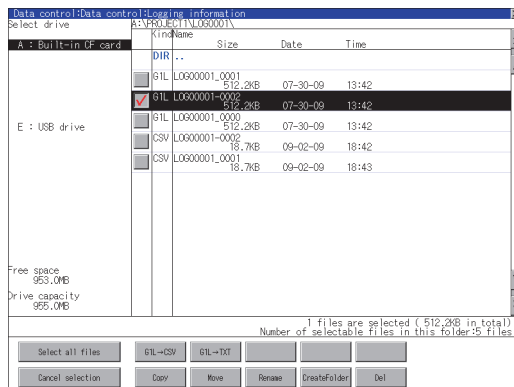 Data control:Data control:Logging information
Select drive
A:\PROJECT1\LOG00001\
A : Built-in CF card
E : USB drive
Kind Name
Size Date Time
DIR ..
G1L LOG00001_0001
512.2KB 07-30-09 13:42
G1L LOG00001-0002
512.2KB 07-30-09 13:42
G1L LOG00001_0000
512.2KB 07-30-09 13:42
CSV LOG00001-0002
18.7KB 09-02-09 18:42
CSV LOG00001_0001
18.7KB 09-02-09 18:43
Free space
953.0MB
Drive capacity
955.0MB
1 files are selected ( 512.2KB in total)
Number of selectable files in this folder:5 files
Select all files G1L→CSV G1L→TXT
Cancel selection Copy Move Rename CreateFolder Del